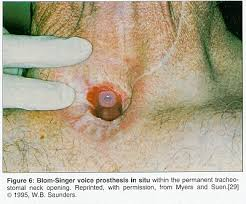 Figure 6: Blom-Singer voice prosthesis in situ within the permanent tracheo-
stomal neck opening. Reprinted, with permission, from Myers and Suen.[29]
© 1995, W.B. Saunders.